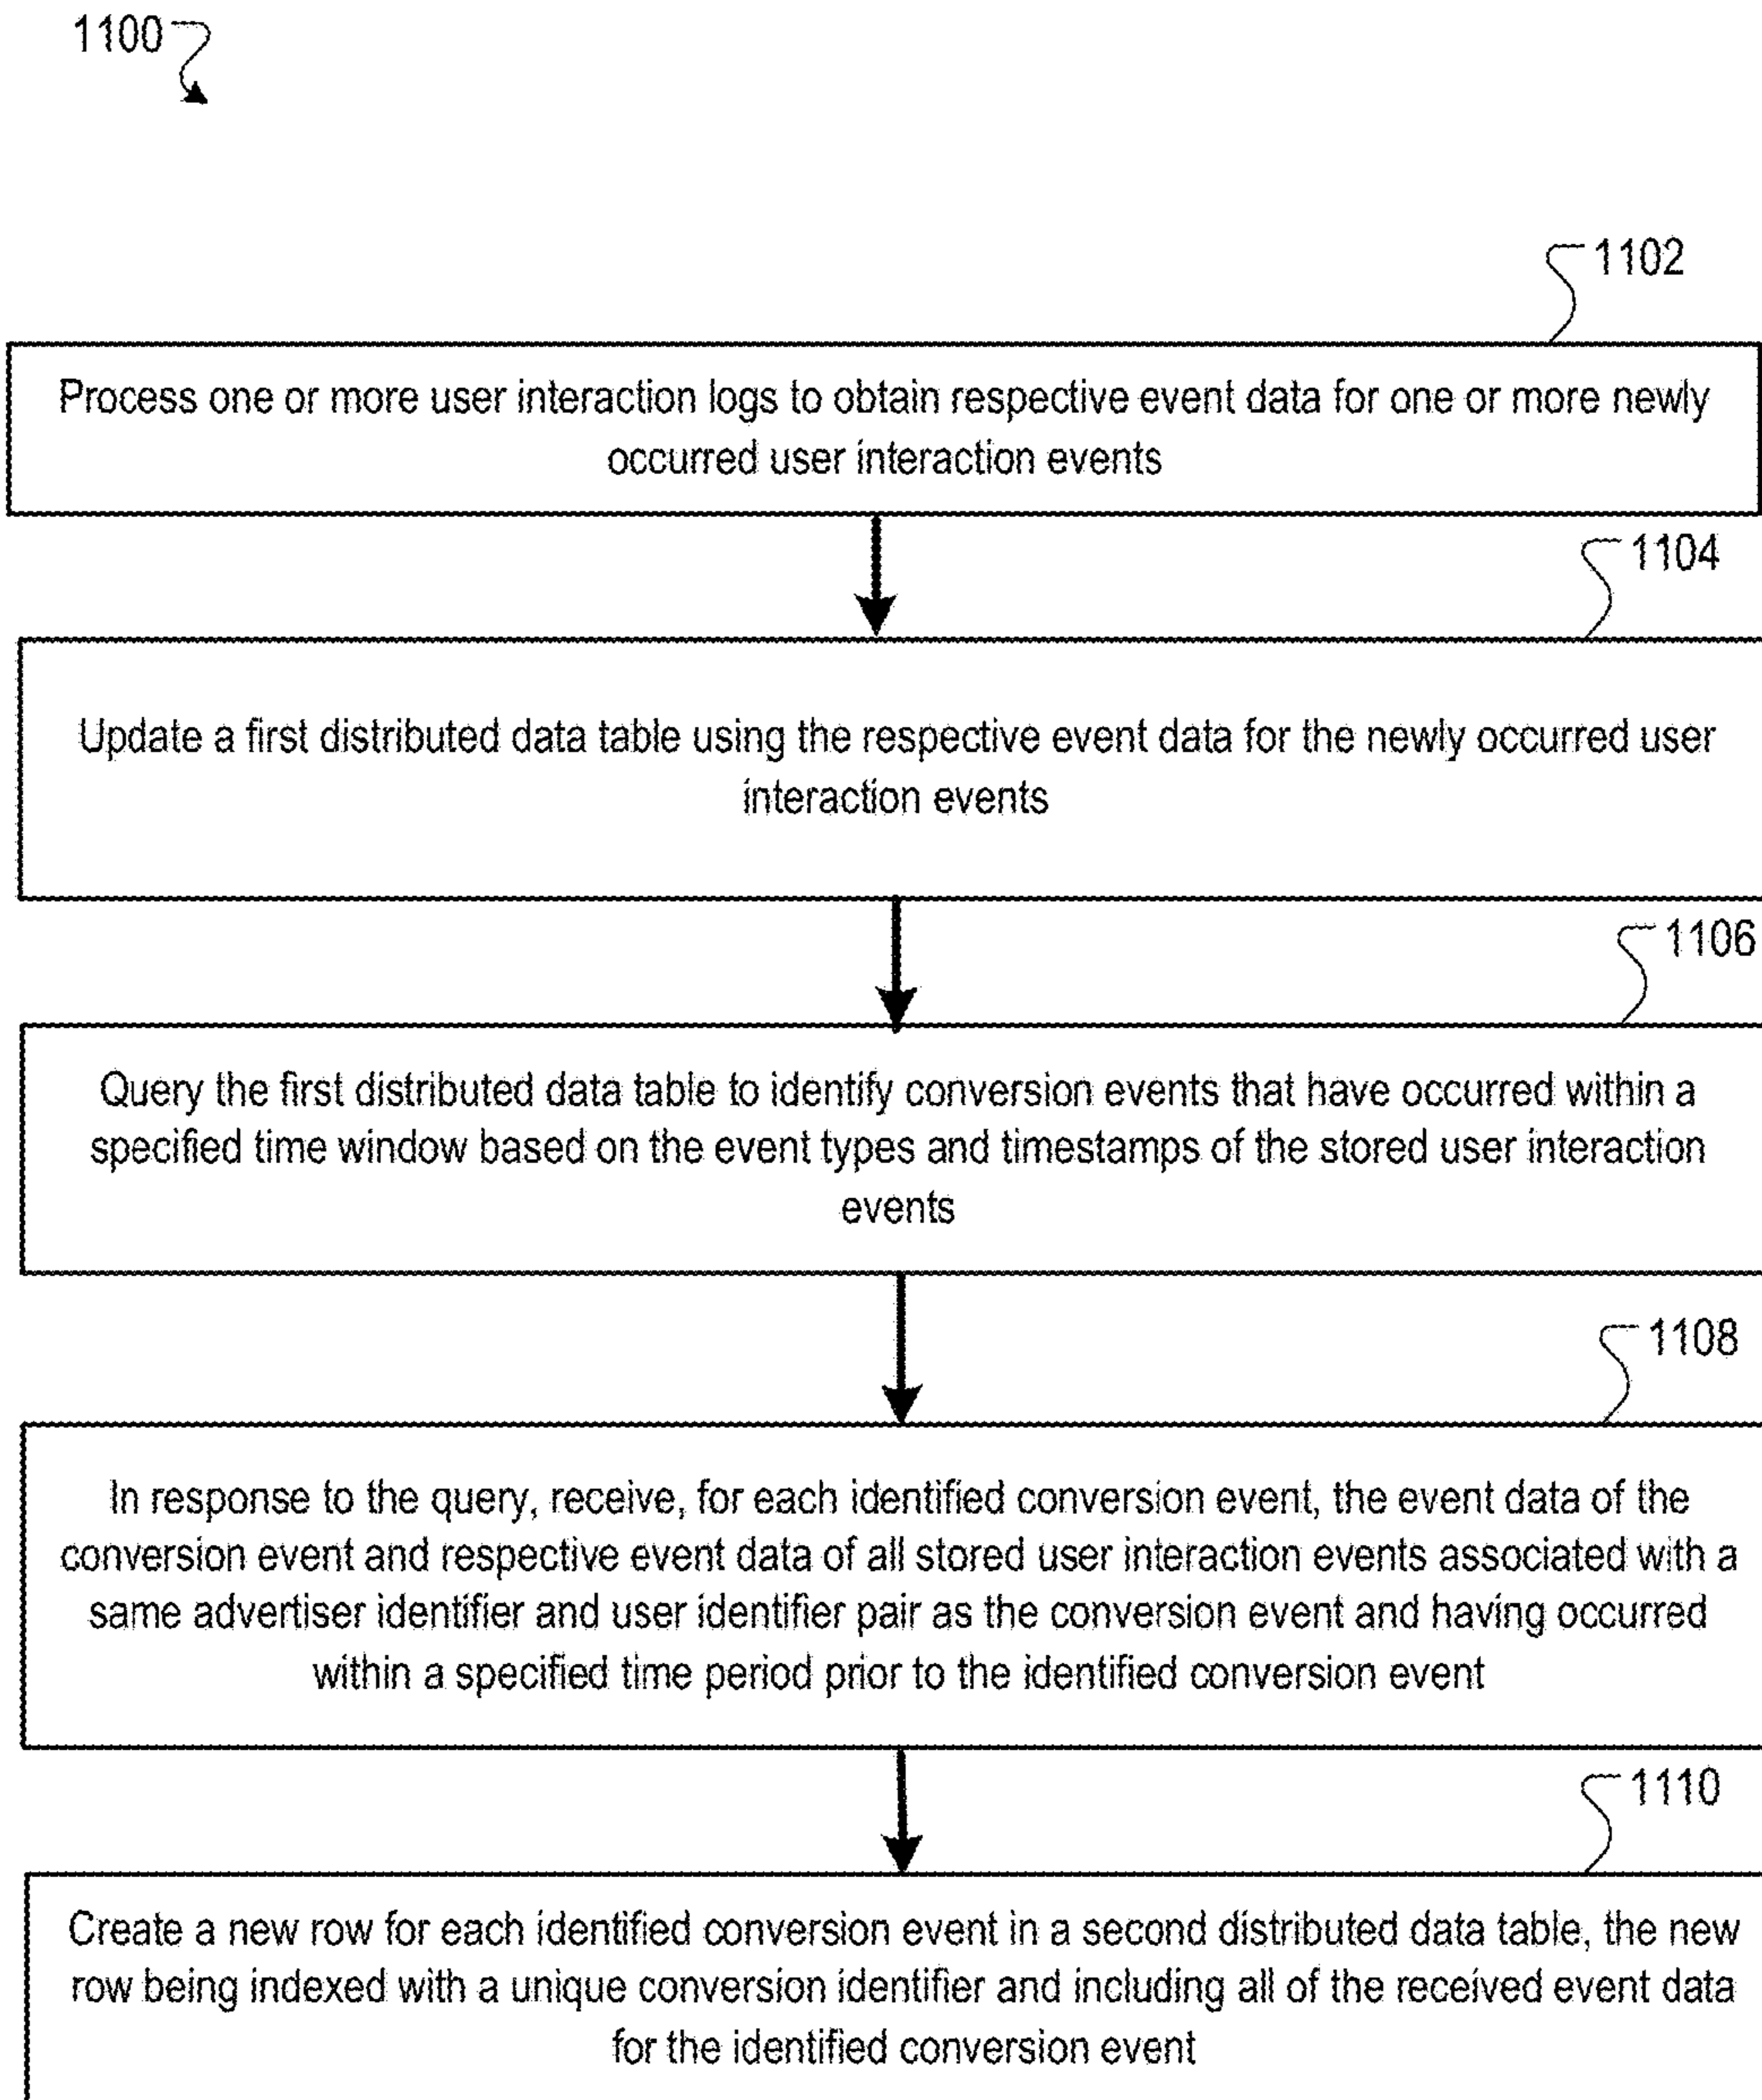 1100
1102
Process one or more user interaction logs to obtain respective event data for one or more newly
occurred user interaction events
1104
Update a first distributed data table using the respective event data for the newly occurred user
interaction events
1106
Query the first distributed data table to identify conversion events that have occurred within a
specified time window based on the event types and timestamps of the stored user interaction
events
1108
In response to the query, receive, for each identified conversion event, the event data of the
conversion event and respective event data of all stored user interaction events associated with a
same advertiser identifier and user identifier pair as the conversion event and having occurred
within a specified time period prior to the identified conversion event
1110
Create a new row for each identified conversion event in a second distributed data table, the new
row being indexed with a unique conversion identifier and including all of the received event data
for the identified conversion event